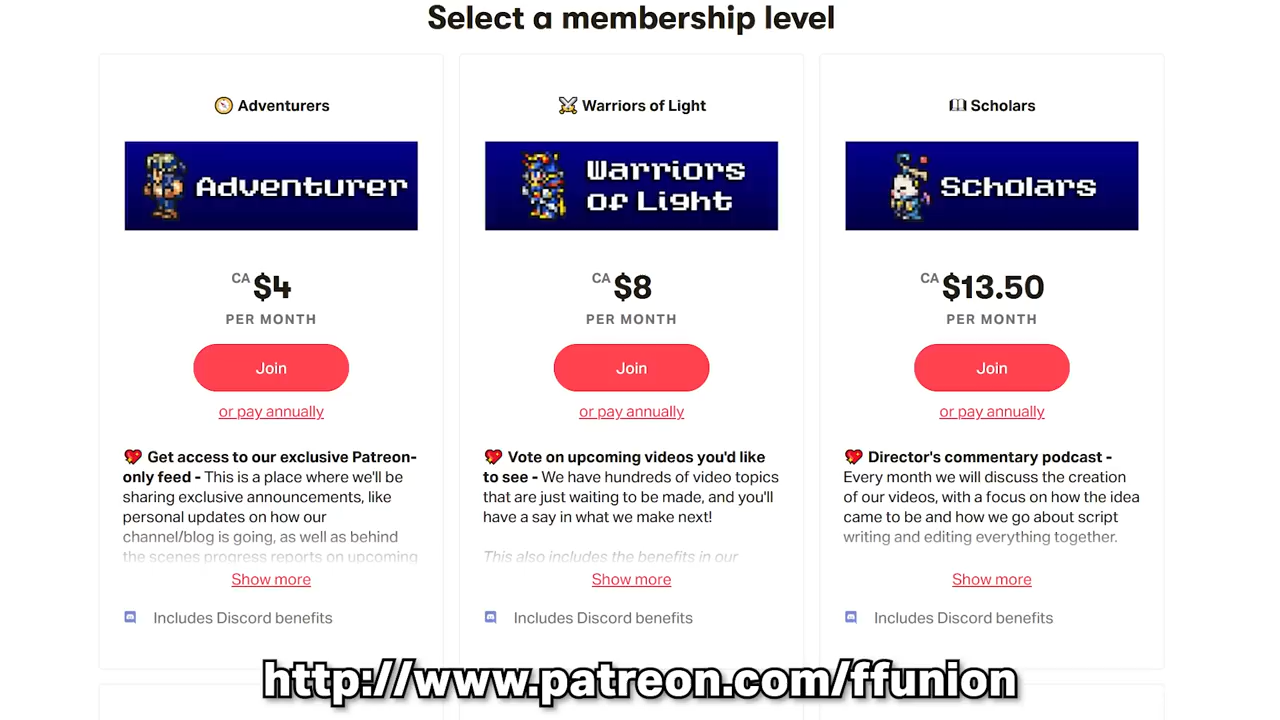 Select a membership level
Adventurers
Adventurer
CA $4
PER MONTH
Join
or pay annually
Get access to our exclusive Patreon-
only feed - This is a place where we'll be
sharing exclusive announcements, like
personal updates on how our
channel/blog is going, as well as behind
the scenes progress reports on upcoming
Show more
Includes Discord benefits
Warriors of Light
Warriors
of Light
CA $8
PER MONTH
Join
or pay annually
Vote on upcoming videos you'd like
to see - We have hundreds of video topics
that are just waiting to be made, and you'll
have a say in what we make next!
This also includes the benefits in our
Show more
Includes Discord benefits
Scholars
Scholars
CA $13.50
PER MONTH
Join
or pay annually
Director's commentary podcast -
Every month we will discuss the creation
of our videos, with a focus on how the idea
came to be and how we go about script
writing and editing everything together.
Show more
Includes Discord benefits
http://www.patreon.com/ffunion